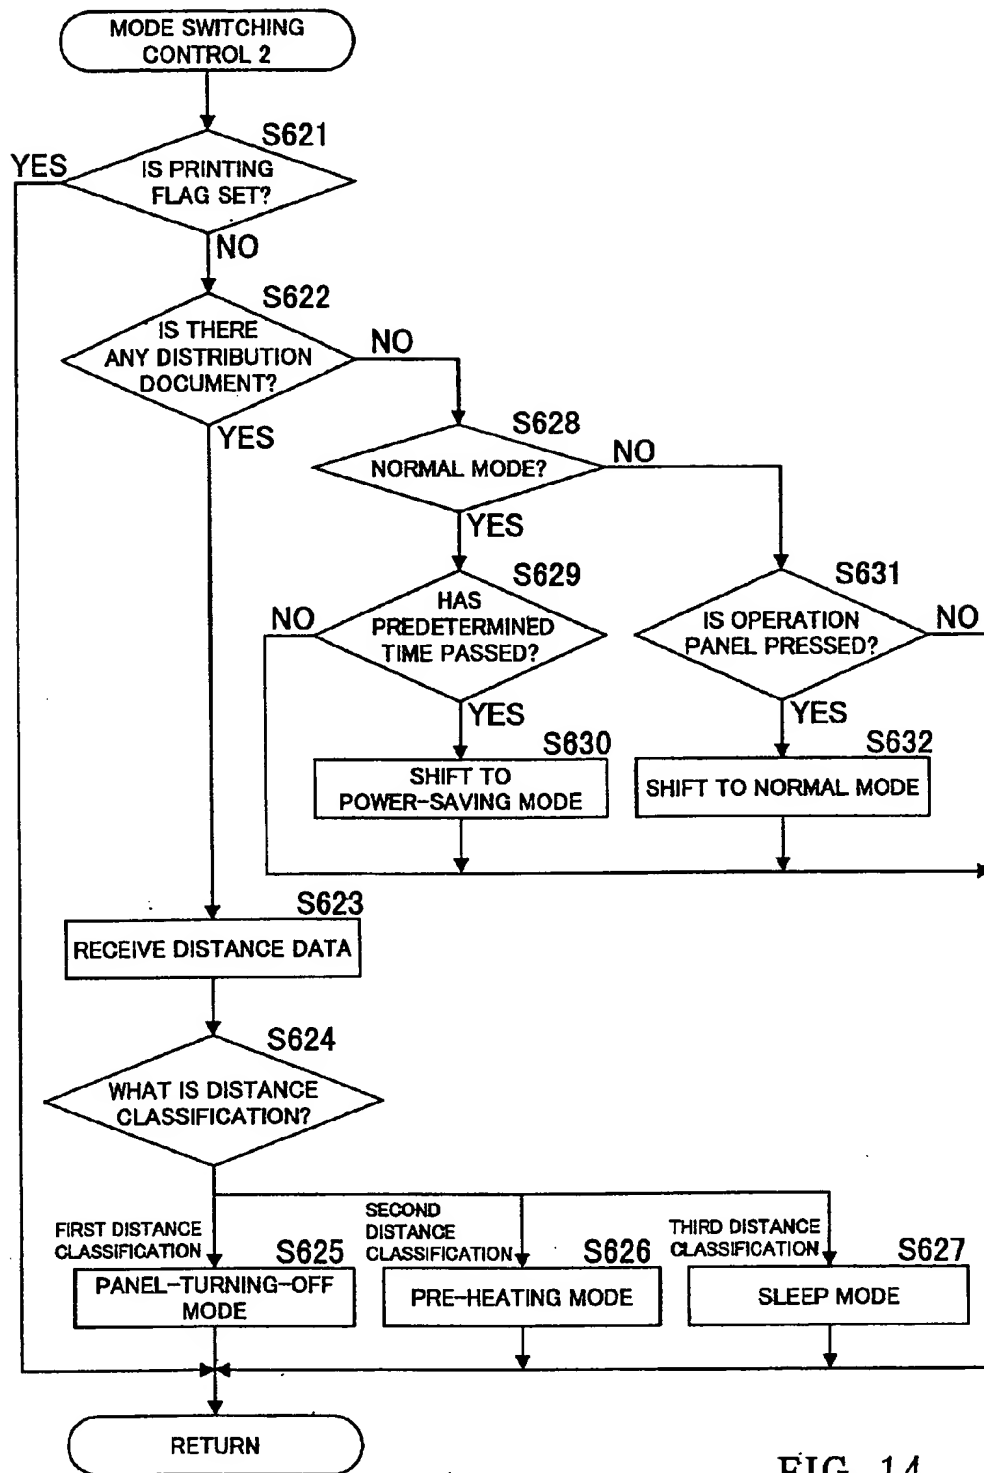 MODE SWITCHING
CONTROL 2
S621
YES
IS PRINTING
FLAG SET?
NO
S622
IS THERE
ANY DISTRIBUTION
DOCUMENT?
NO
YES
S628
NORMAL MODE?
NO
YES
S629
HAS
PREDETERMINED
TIME PASSED?
NO
YES
S631
IS OPERATION
PANEL PRESSED?
NO
YES
S630
SHIFT TO
POWER-SAVING MODE
S632
SHIFT TO NORMAL MODE
S623
RECEIVE DISTANCE DATA
S624
WHAT IS DISTANCE
CLASSIFICATION?
FIRST DISTANCE
CLASSIFICATION
S625
PANEL-TURNING-OFF
MODE
SECOND
DISTANCE
CLASSIFICATION
S626
PRE-HEATING MODE
THIRD DISTANCE
CLASSIFICATION
S627
SLEEP MODE
RETURN
FIG. 14